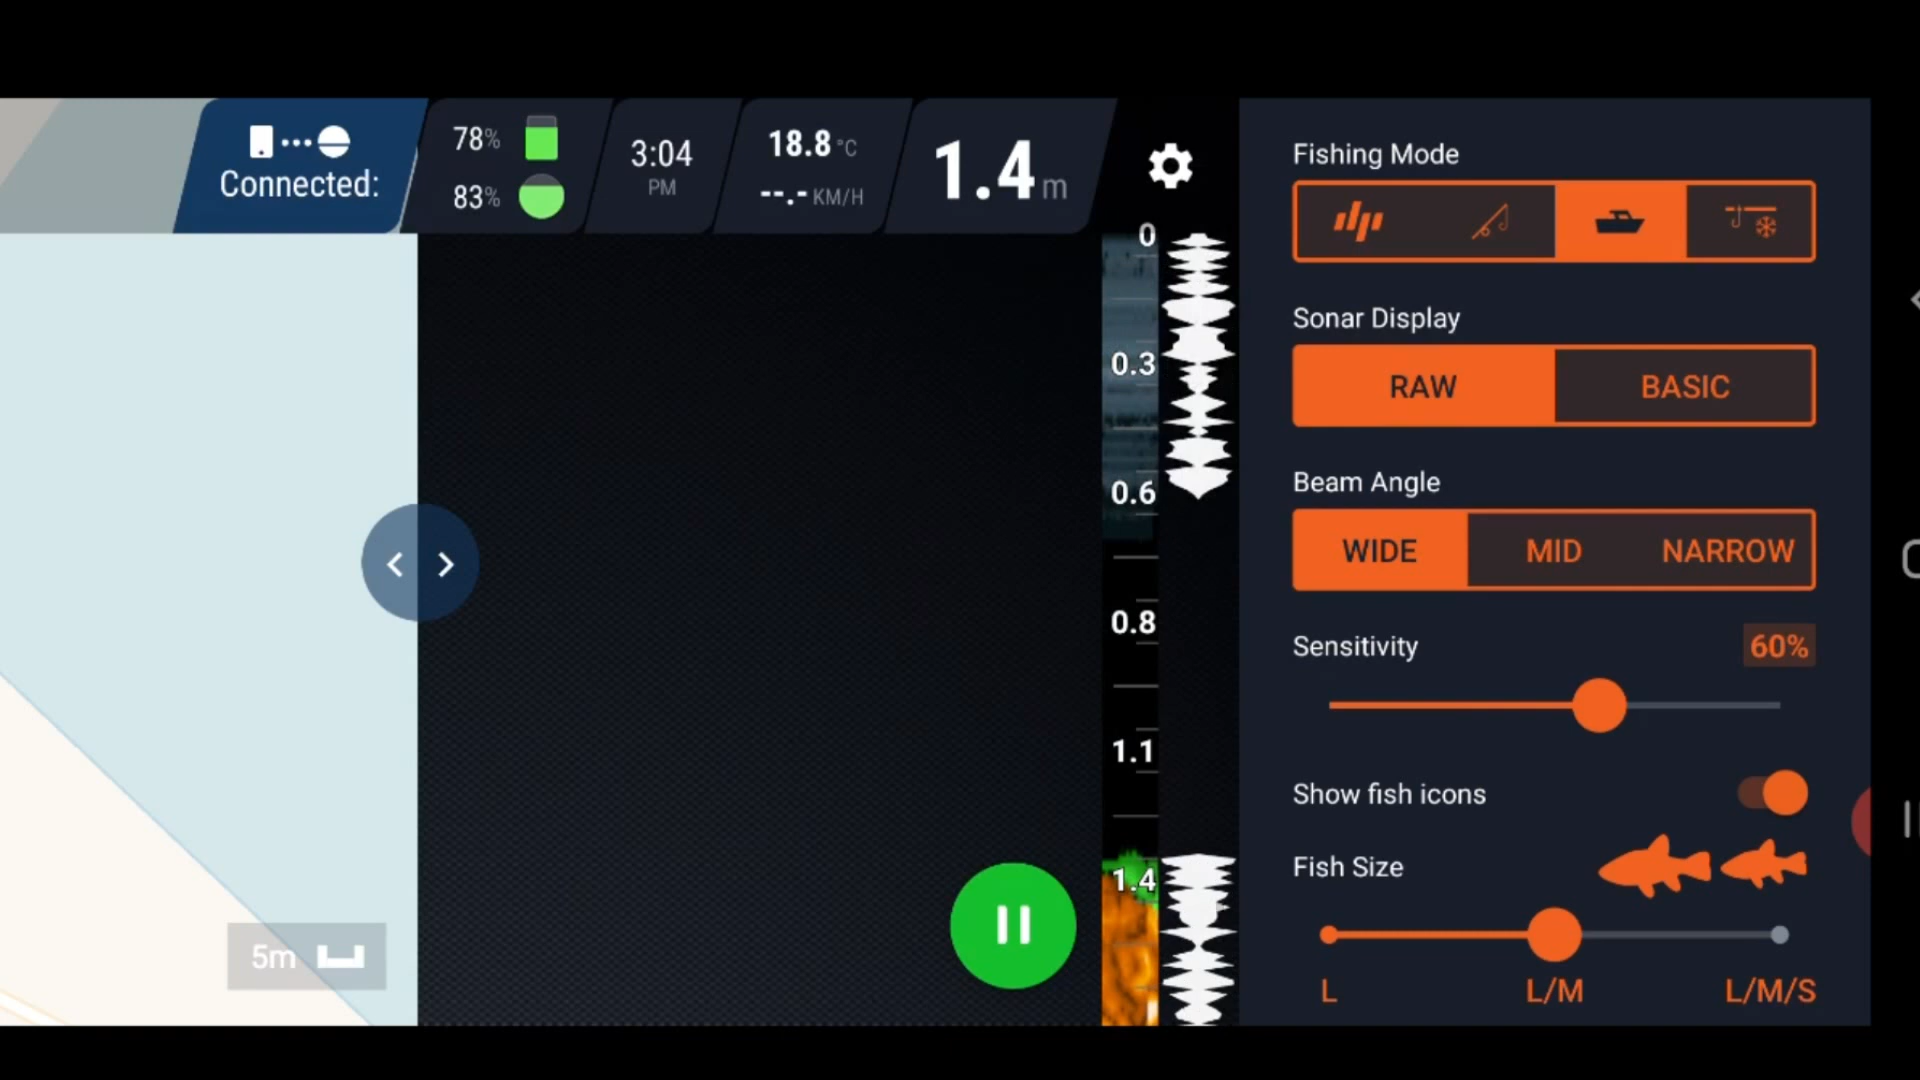 Connected:
78%
83%
3:04
PM
18.8 °C
--.- KM/H
1.4 m
0
0.3
0.6
0.8
1.1
1.4
5m
Fishing Mode
Sonar Display
RAW BASIC
Beam Angle
WIDE MID NARROW
Sensitivity 60%
Show fish icons
Fish Size
L L/M L/M/S